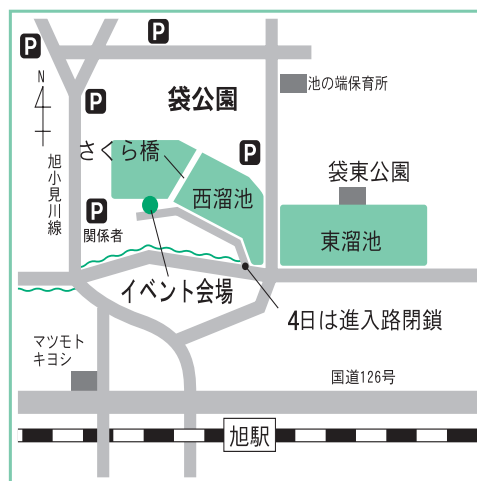 P
P
N
P
袋公園
池の端保育所
さくら橋
P
旭小見川線
西溜池
袋東公園
P
関係者
東溜池
イベント会場
4日は進入路閉鎖
マツモト
キヨシ
国道126号
旭駅